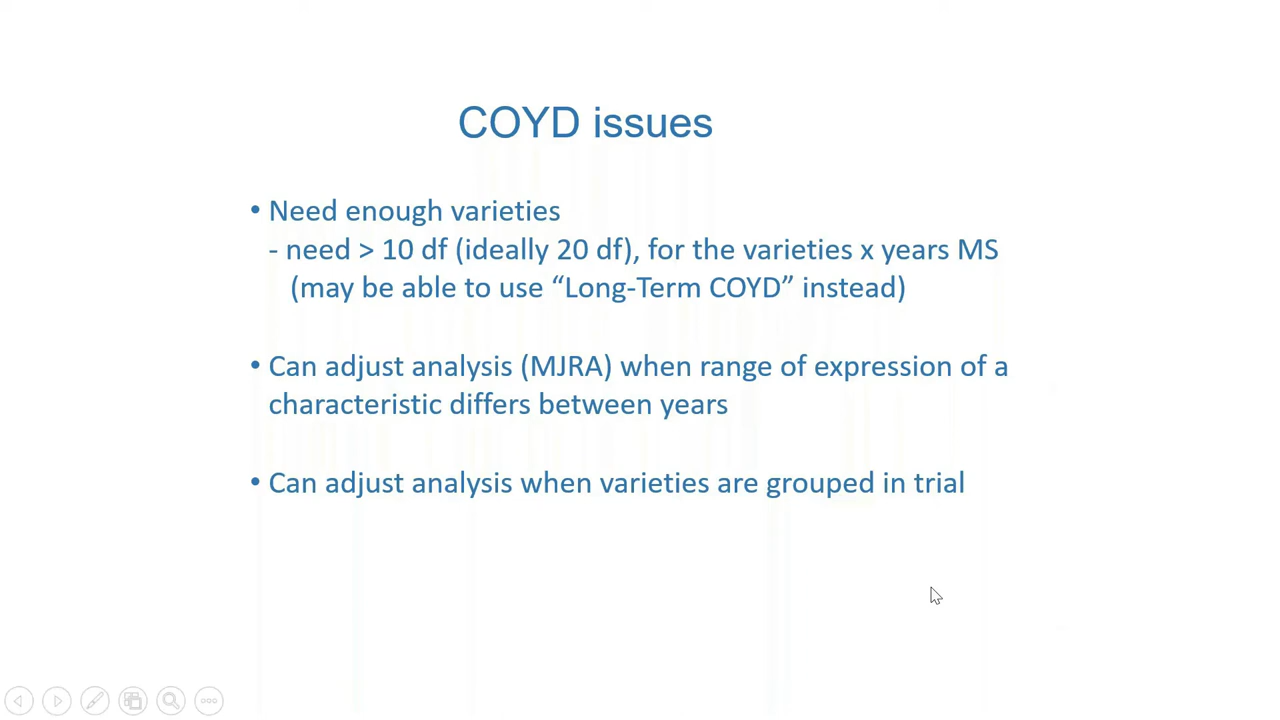 COYD issues
• Need enough varieties
- need > 10 df (ideally 20 df), for the varieties x years MS
(may be able to use “Long-Term COYD” instead)
• Can adjust analysis (MJRA) when range of expression of a
characteristic differs between years
• Can adjust analysis when varieties are grouped in trial